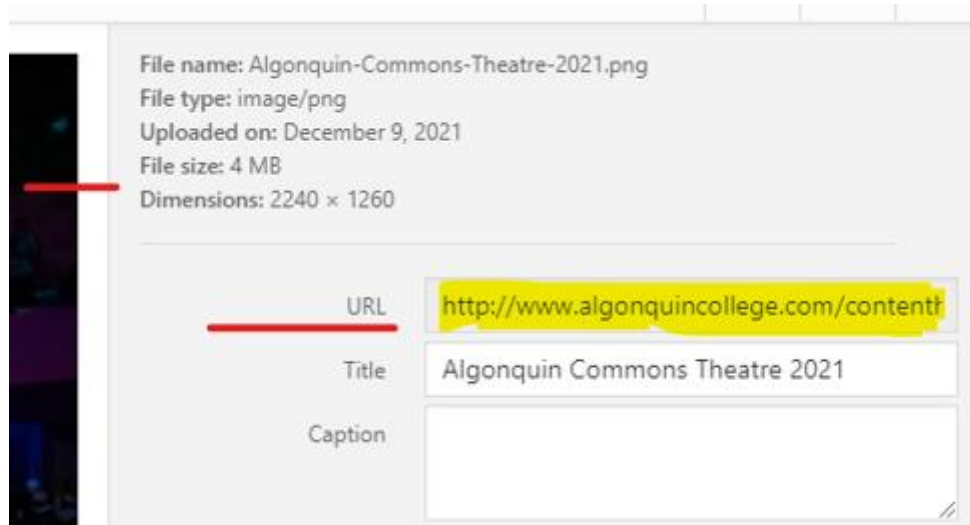 File name: Algonquin-Commons-Theatre-2021.png
File type: image/png
Uploaded on: December 9, 2021
File size: 4 MB
Dimensions: 2240 × 1260
URL http://www.algonquincollege.com/contenth
Title Algonquin Commons Theatre 2021
Caption